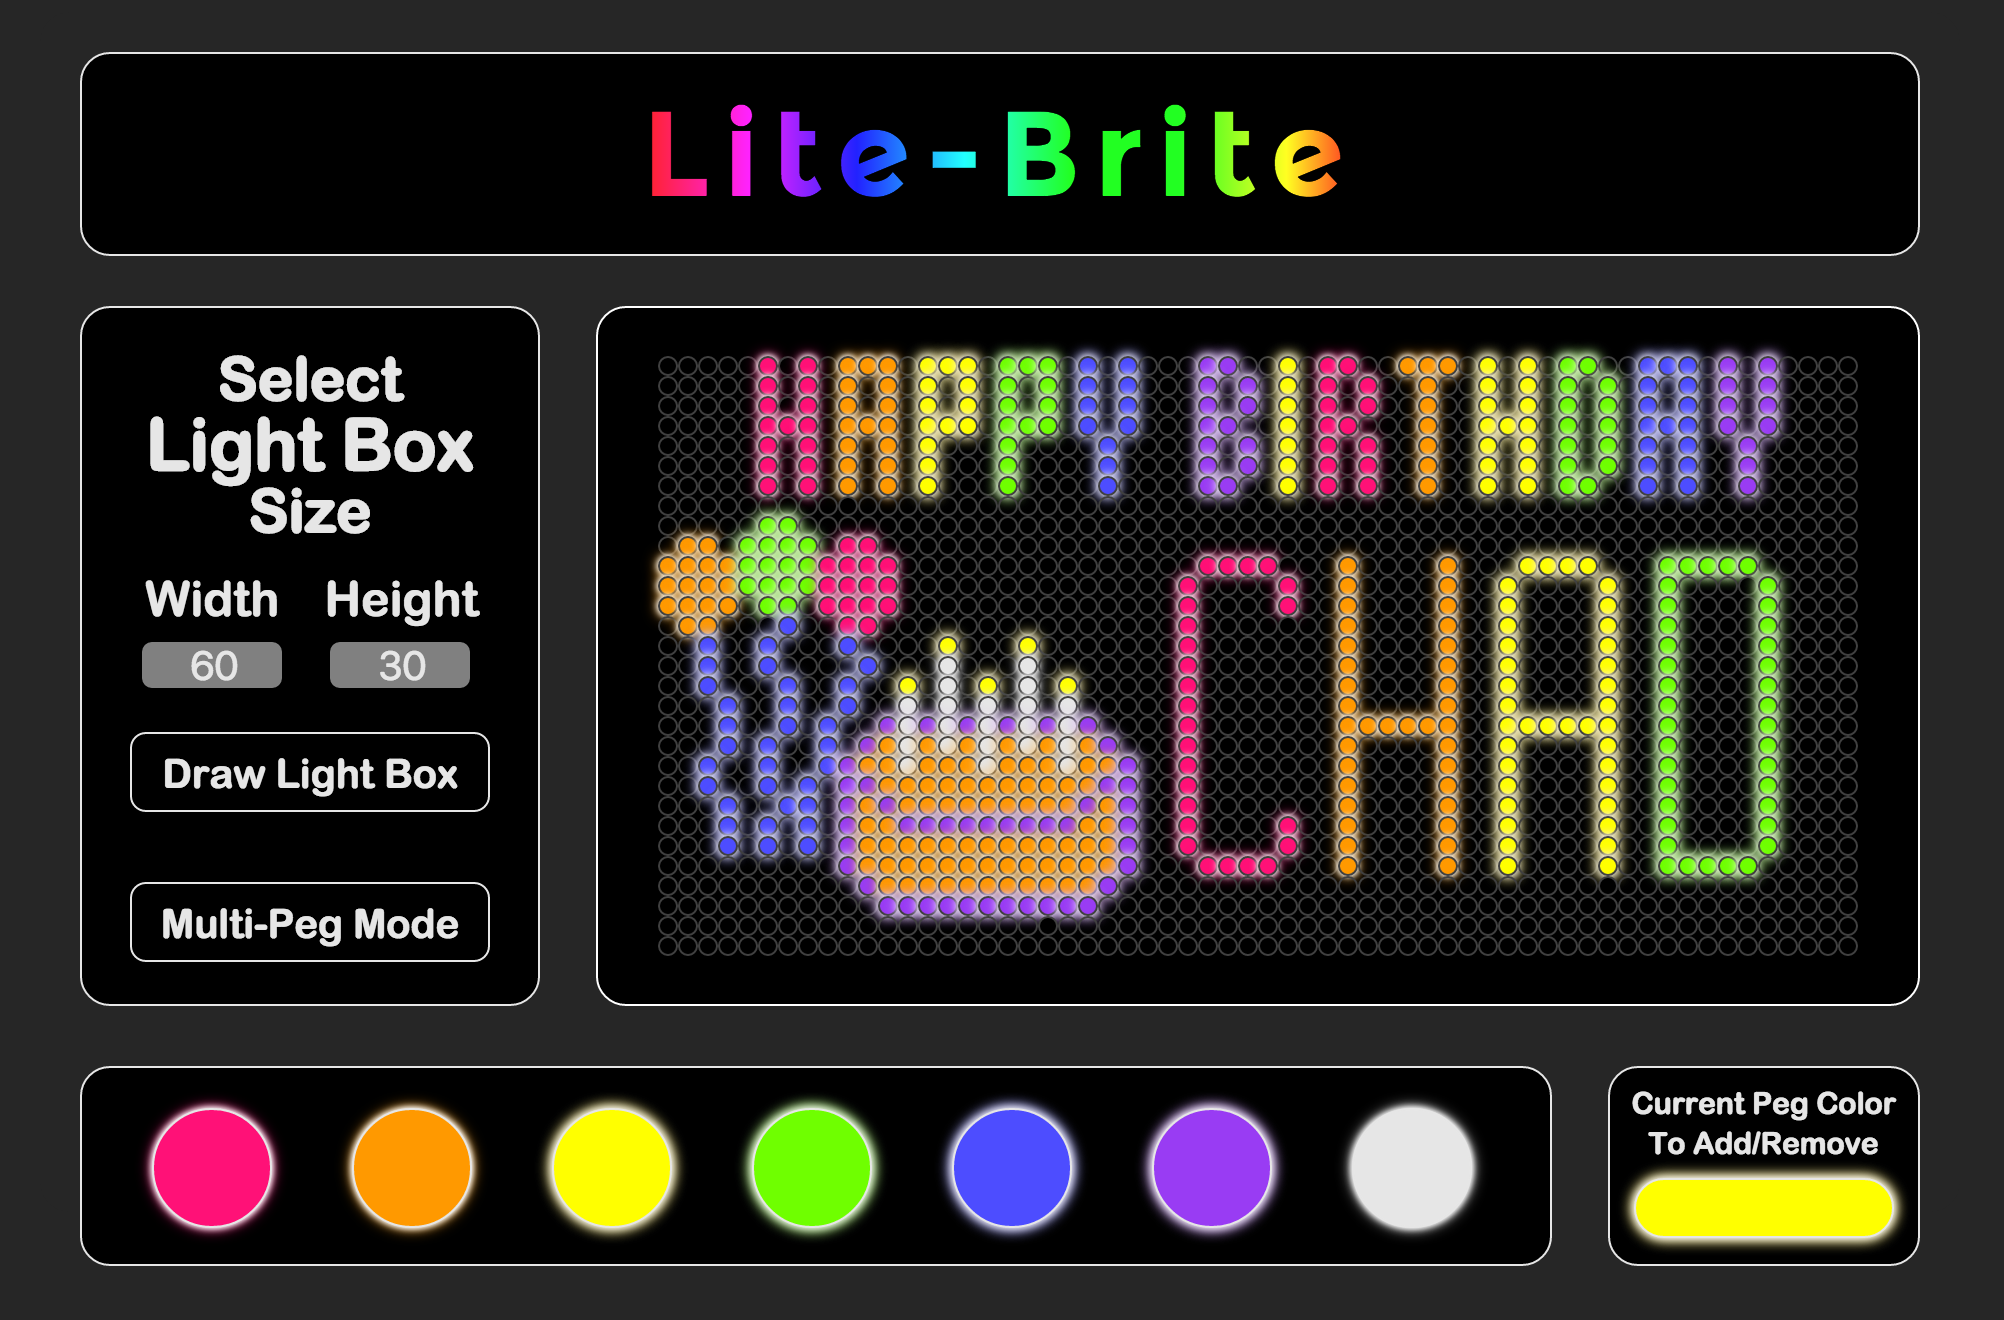 Lite-Brite
Select
Light Box
Size
Width Height
60 30
Draw Light Box
Multi-Peg Mode
HAPPY BIRTHDAY
CHAD
Current Peg Color
To Add/Remove